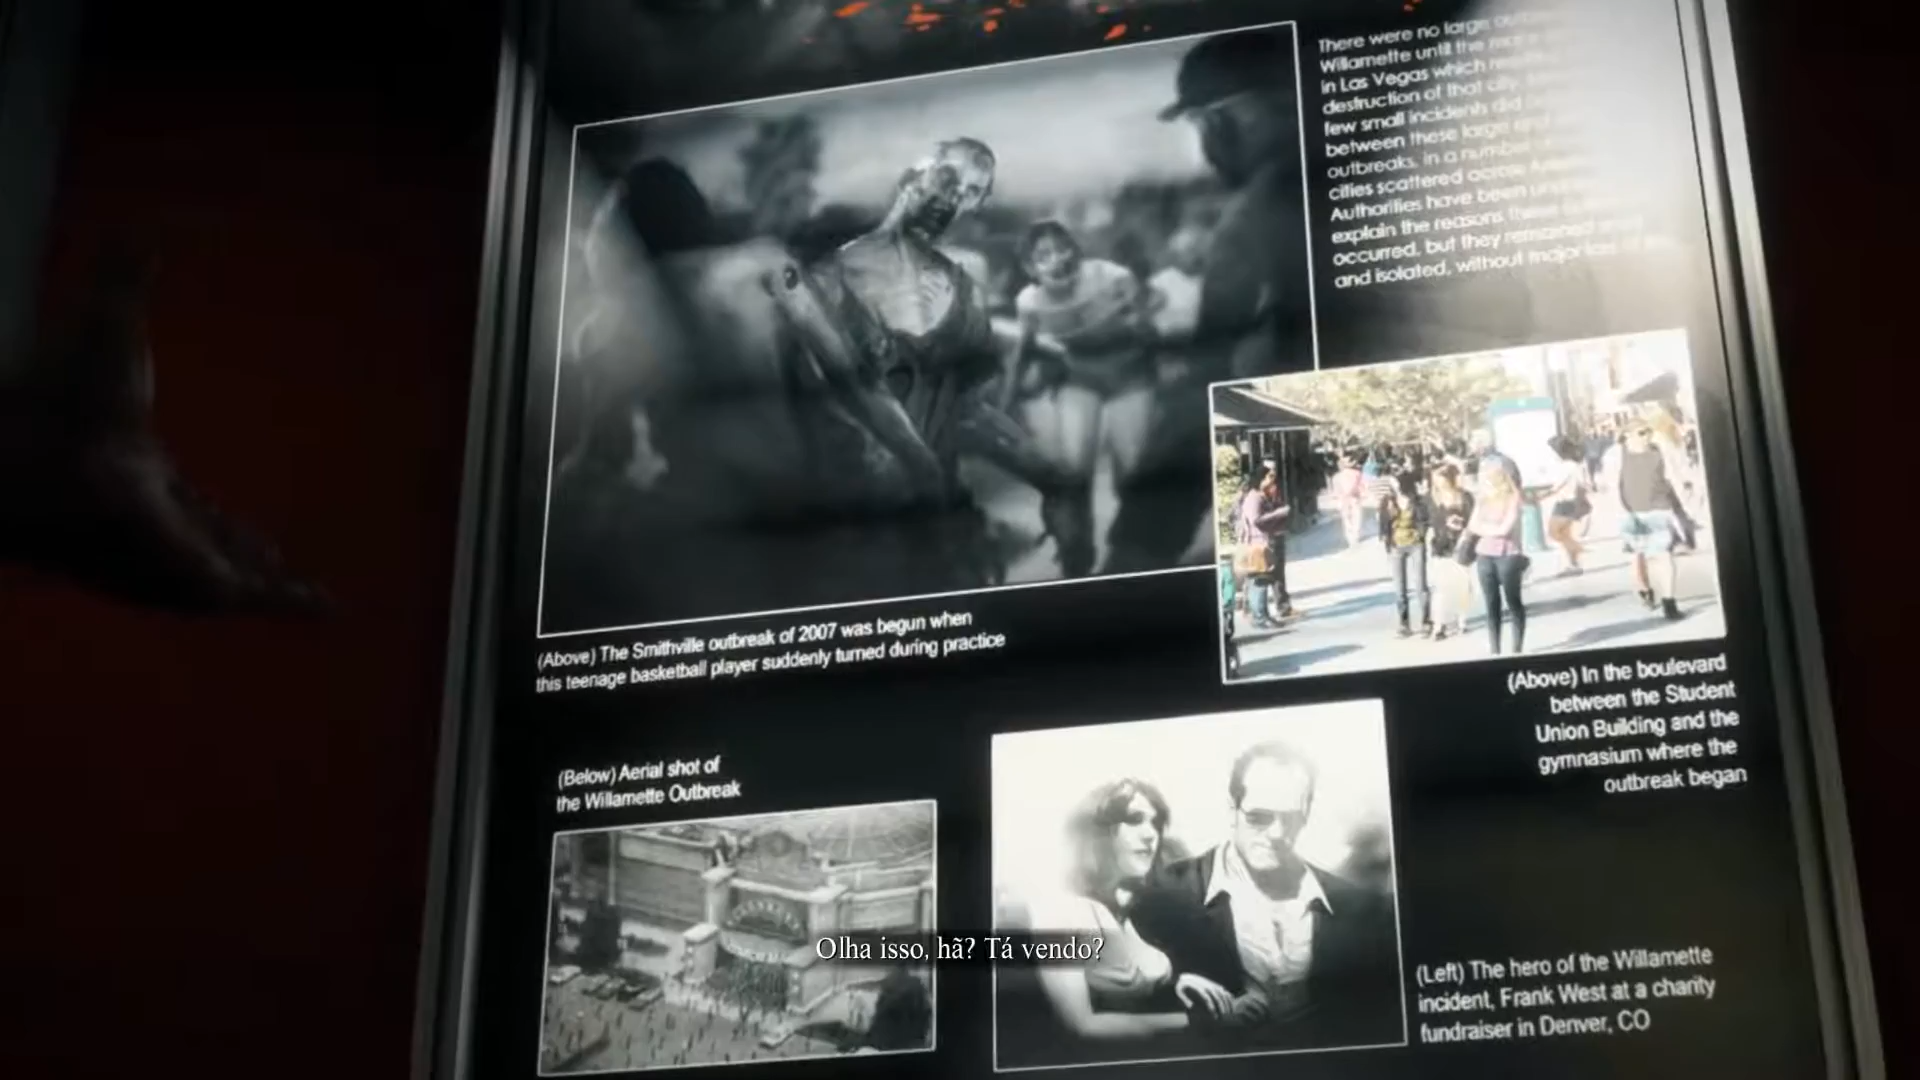 There were no large
Willamette until the
in Las Vegas which
destruction of that city.
few small incidents did
between these large
outbreaks, in a number
cities scattered across
Authorities have been
explain the reasons these
occurred, but they remained
and isolated, without major loss
(Above) The Smithville outbreak of 2007 was begun when
this teenage basketball player suddenly turned during practice
(Above) In the boulevard
between the Student
Union Building and the
gymnasium where the
outbreak began
(Below) Aerial shot of
the Willamette Outbreak
Olha isso, hã? Tá vendo?
(Left) The hero of the Willamette
incident, Frank West at a charity
fundraiser in Denver, CO